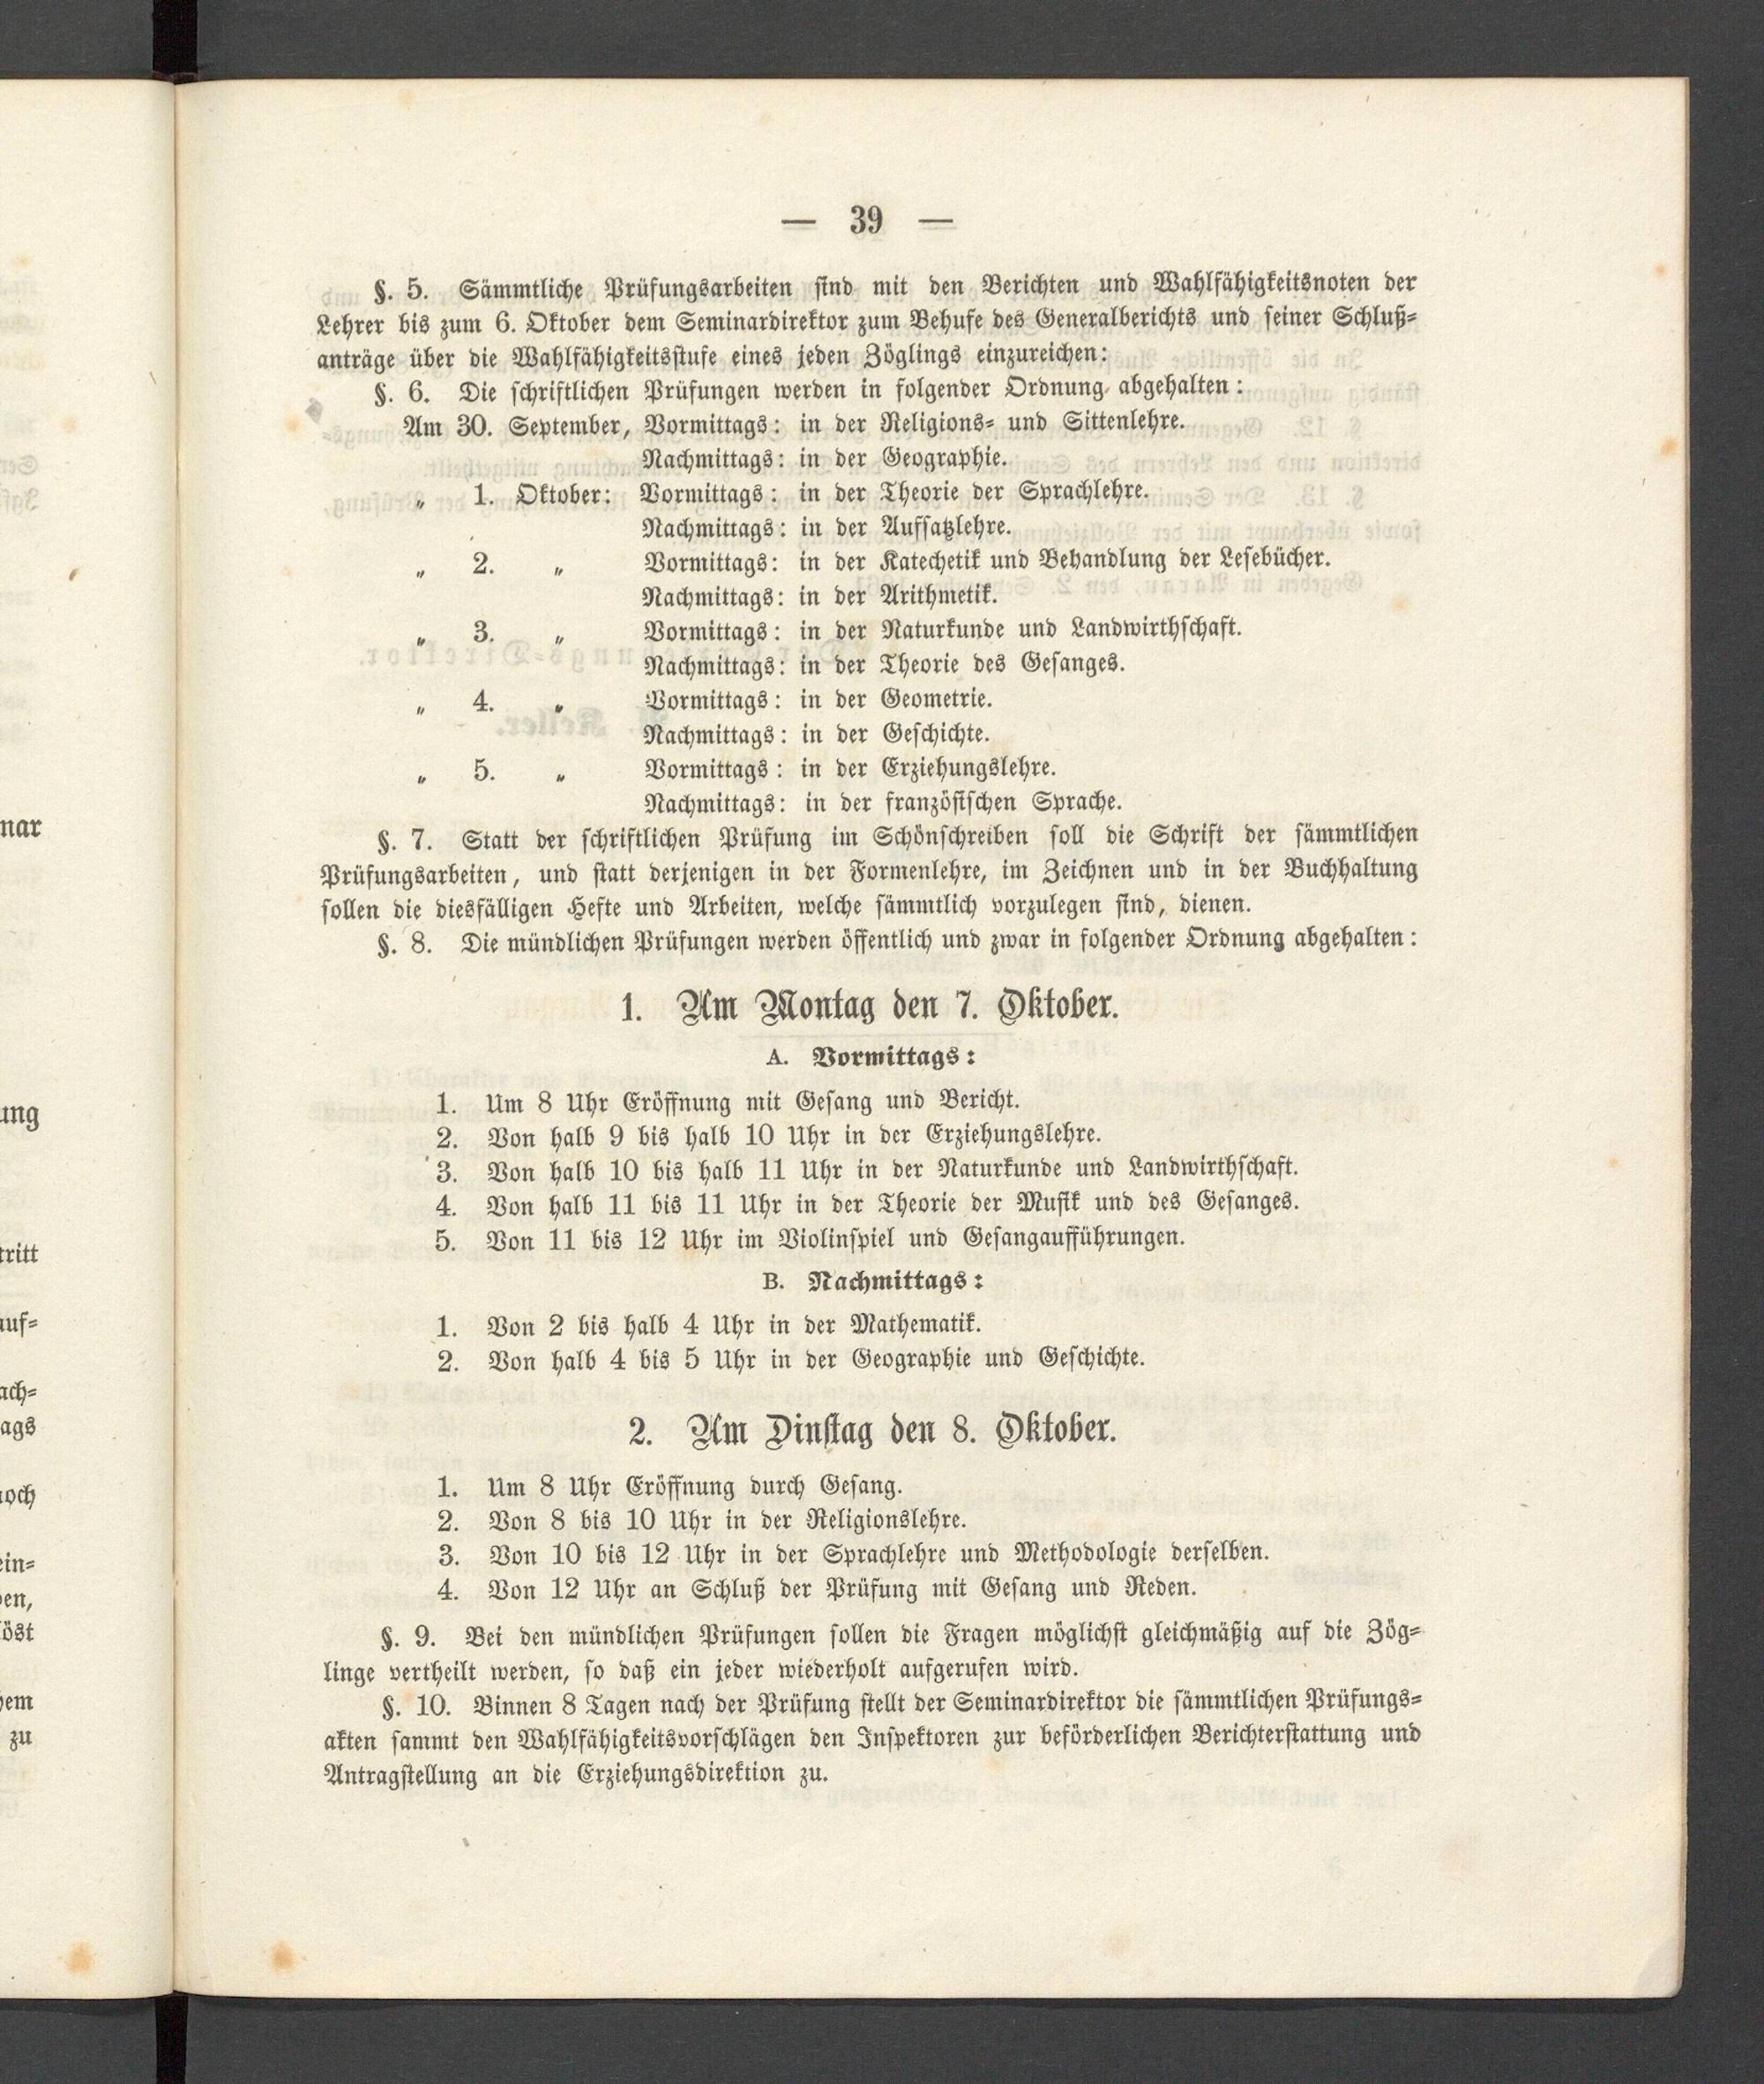 — 39 —
§. 5. Sämmtliche Prüfungsarbeiten sind mit den Berichten und Wahlfähigkeitsnoten der
Lehrer bis zum 6. Oktober dem Seminardirektor zum Behufe des Generalberichts und seiner Schluß-
anträge über die Wahlfähigkeitsstufe eines jeden Zöglings einzureichen:
§. 6. Die schriftlichen Prüfungen werden in folgender Ordnung abgehalten:
Am 30. September, Vormittags: in der Religions- und Sittenlehre.
Nachmittags: in der Geographie.
„ 1. Oktober: Vormittags: in der Theorie der Sprachlehre.
Nachmittags: in der Aufsatzlehre.
„ 2. „ Vormittags: in der Katechetik und Behandlung der Lesebücher.
Nachmittags: in der Arithmetik.
„ 3. „ Vormittags: in der Naturkunde und Landwirthschaft.
Nachmittags: in der Theorie des Gesanges.
„ 4. „ Vormittags: in der Geometrie.
Nachmittags: in der Geschichte.
„ 5. „ Vormittags: in der Erziehungslehre.
Nachmittags: in der französischen Sprache.
§. 7. Statt der schriftlichen Prüfung im Schönschreiben soll die Schrift der sämmtlichen
Prüfungsarbeiten, und statt derjenigen in der Formenlehre, im Zeichnen und in der Buchhaltung
sollen die diesfälligen Hefte und Arbeiten, welche sämmtlich vorzulegen sind, dienen.
§. 8. Die mündlichen Prüfungen werden öffentlich und zwar in folgender Ordnung abgehalten:
1. Am Montag den 7. Oktober.
A. Vormittags:
1. Um 8 Uhr Eröffnung mit Gesang und Bericht.
2. Von halb 9 bis halb 10 Uhr in der Erziehungslehre.
3. Von halb 10 bis halb 11 Uhr in der Naturkunde und Landwirthschaft.
4. Von halb 11 bis 11 Uhr in der Theorie der Musik und des Gesanges.
5. Von 11 bis 12 Uhr im Violinspiel und Gesangaufführungen.
B. Nachmittags:
1. Von 2 bis halb 4 Uhr in der Mathematik.
2. Von halb 4 bis 5 Uhr in der Geographie und Geschichte.
2. Am Dinstag den 8. Oktober.
1. Um 8 Uhr Eröffnung durch Gesang.
2. Von 8 bis 10 Uhr in der Religionslehre.
3. Von 10 bis 12 Uhr in der Sprachlehre und Methodologie derselben.
4. Von 12 Uhr an Schluß der Prüfung mit Gesang und Reden.
§. 9. Bei den mündlichen Prüfungen sollen die Fragen möglichst gleichmäßig auf die Zög-
linge vertheilt werden, so daß ein jeder wiederholt aufgerufen wird.
§. 10. Binnen 8 Tagen nach der Prüfung stellt der Seminardirektor die sämmtlichen Prüfungs-
akten sammt den Wahlfähigkeitsvorschlägen den Inspektoren zur beförderlichen Berichterstattung und
Antragstellung an die Erziehungsdirektion zu.